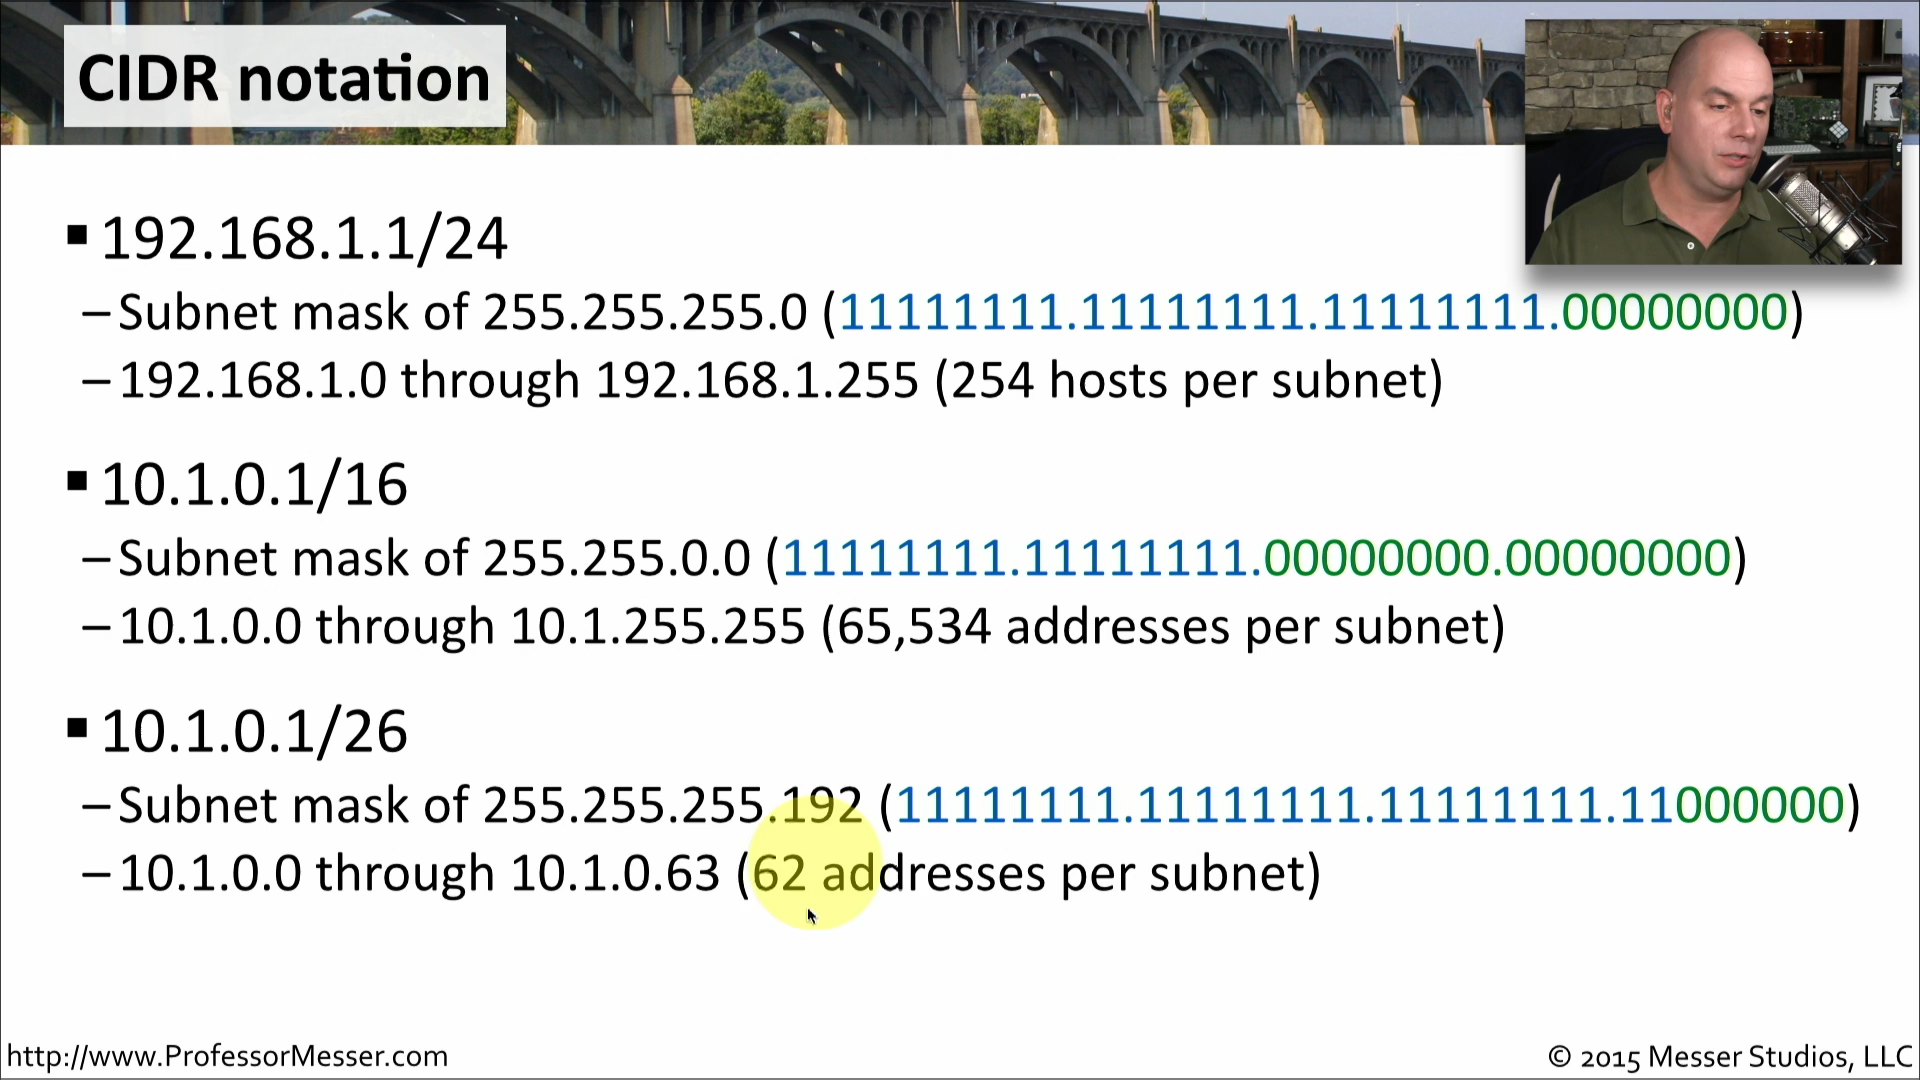 CIDR notation
▪ 192.168.1.1/24
– Subnet mask of 255.255.255.0 (11111111.11111111.11111111.00000000)
– 192.168.1.0 through 192.168.1.255 (254 hosts per subnet)
▪ 10.1.0.1/16
– Subnet mask of 255.255.0.0 (11111111.11111111.00000000.00000000)
– 10.1.0.0 through 10.1.255.255 (65,534 addresses per subnet)
▪ 10.1.0.1/26
– Subnet mask of 255.255.255.192 (11111111.11111111.11111111.11000000)
– 10.1.0.0 through 10.1.0.63 (62 addresses per subnet)
http://www.ProfessorMesser.com
© 2015 Messer Studios, LLC